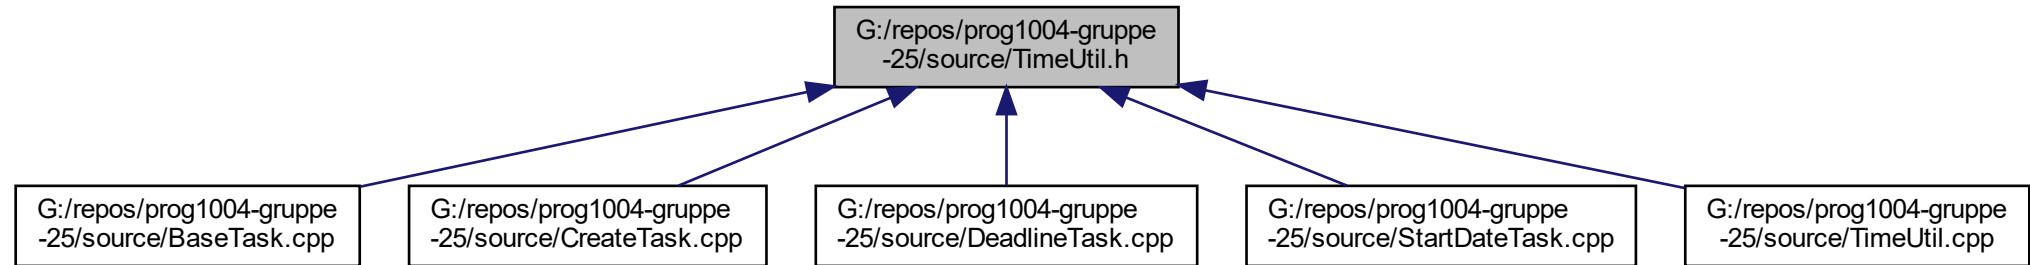 G:/repos/prog1004-gruppe
-25/source/TimeUtil.h
G:/repos/prog1004-gruppe
-25/source/BaseTask.cpp
G:/repos/prog1004-gruppe
-25/source/CreateTask.cpp
G:/repos/prog1004-gruppe
-25/source/DeadlineTask.cpp
G:/repos/prog1004-gruppe
-25/source/StartDateTask.cpp
G:/repos/prog1004-gruppe
-25/source/TimeUtil.cpp